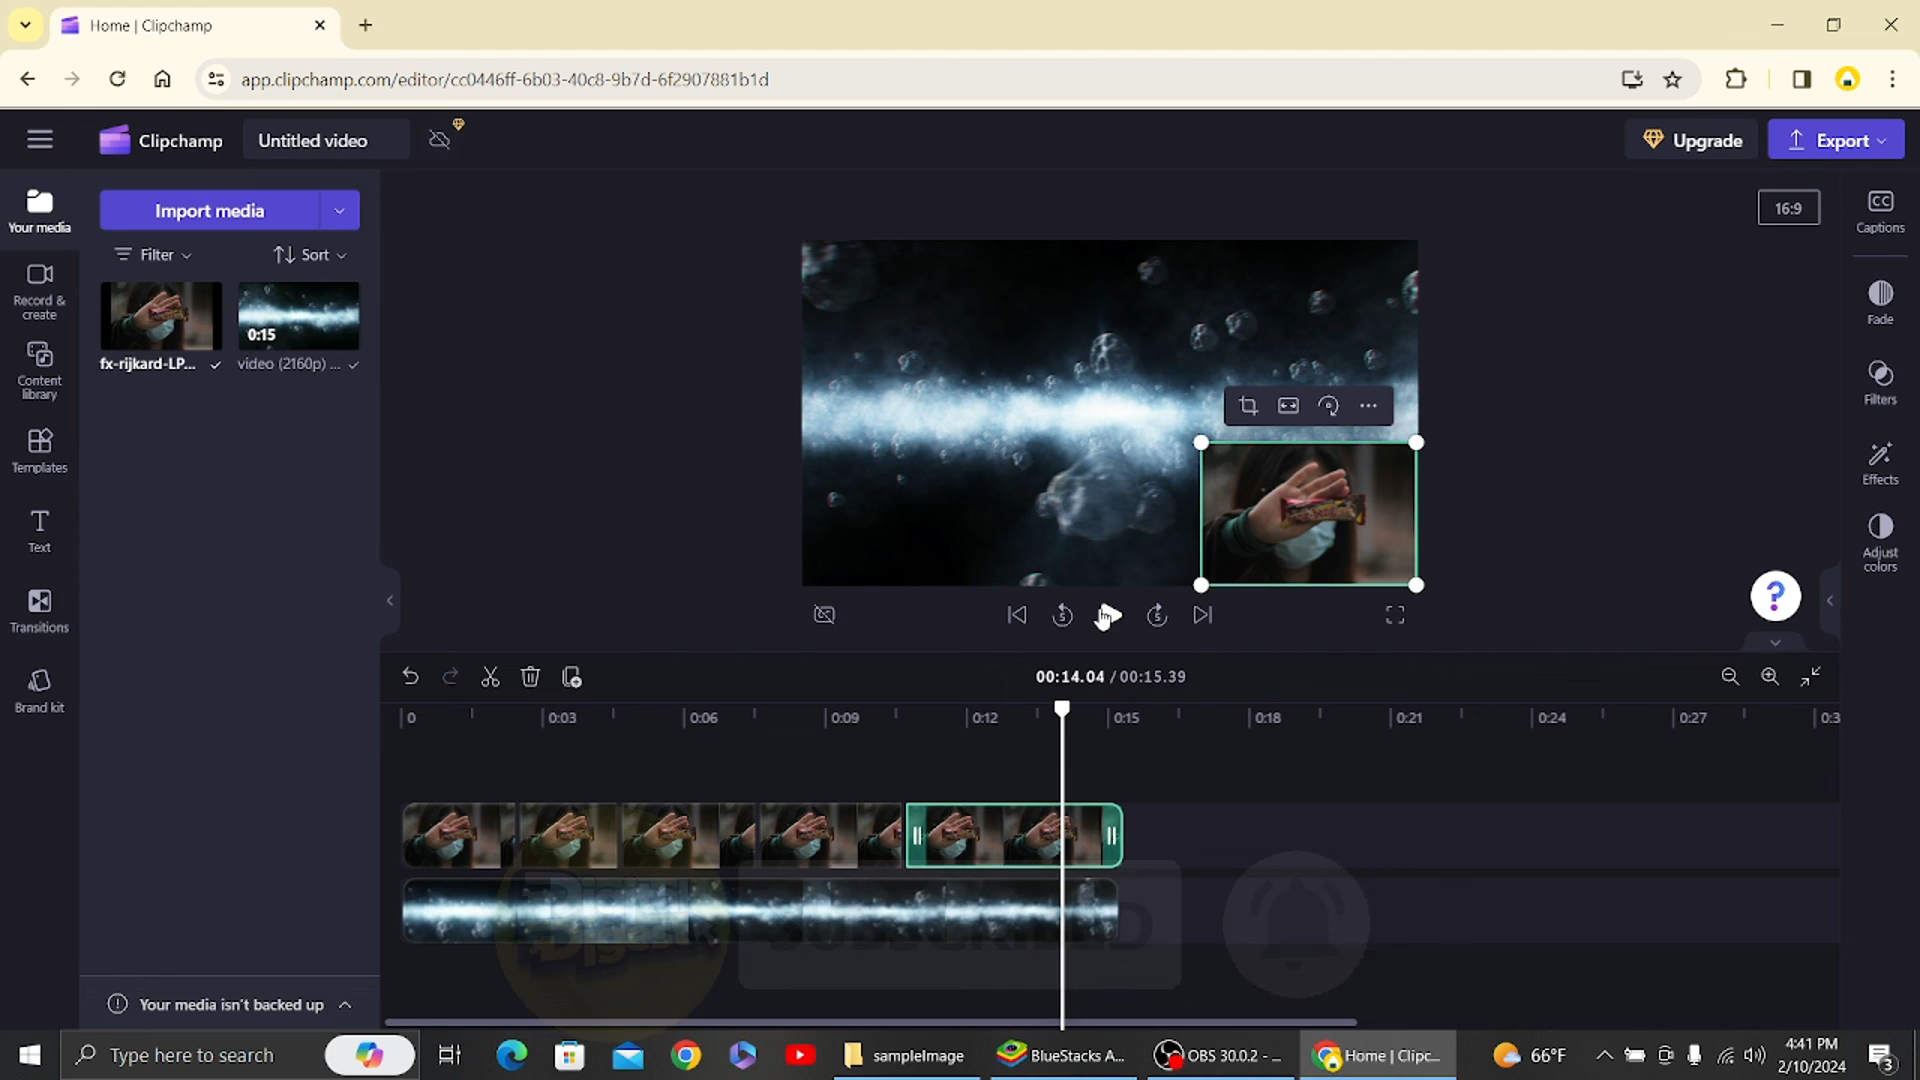 Home | Clipchamp
app.clipchamp.com/editor/cc0446ff-6b03-40c8-9b7d-6f2907881b1d
Clipchamp
Untitled video
Upgrade
Export
Your media
Import media
Filter
Sort
16:9
CC
Captions
Record & create
0:15
fx-rijkard-LP...
video (2160p) ...
Fade
Content library
Filters
Templates
Effects
Text
Adjust colors
?
5
5
Transitions
Brand kit
00:14.04 / 00:15.39
0
0:03
0:06
0:09
0:12
0:15
0:18
0:21
0:24
0:27
0:3
Your media isn't backed up
Type here to search
sampleImage
BlueStacks A...
OBS 30.0.2 - ...
Home | Clipc...
66°F
4:41 PM
2/10/2024
3